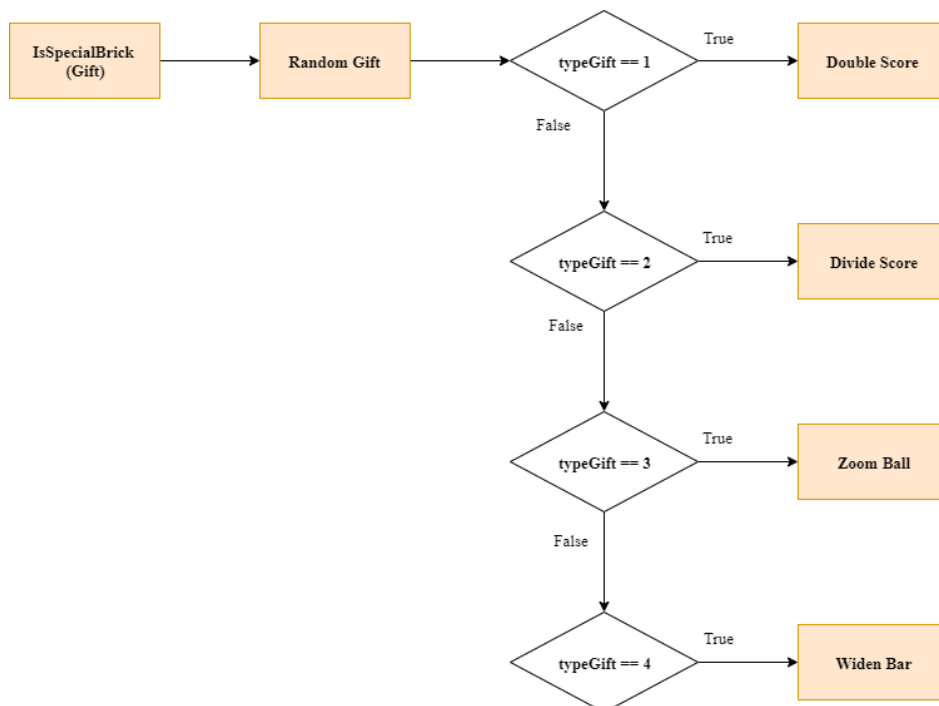 IsSpecialBrick
(Gift)
Random Gift
typeGift == 1
True
Double Score
False
typeGift == 2
True
Divide Score
False
typeGift == 3
True
Zoom Ball
False
typeGift == 4
True
Widen Bar